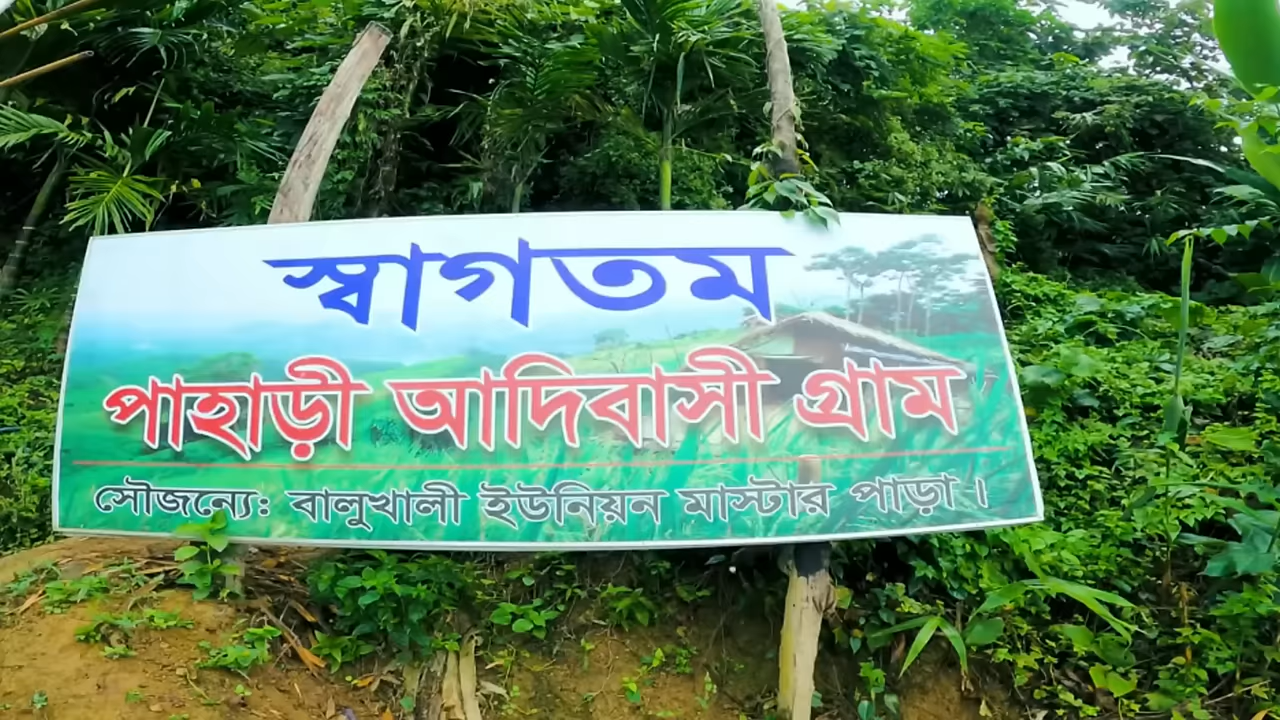 স্বাগতম
পাহাড়ী আদিবাসী গ্রাম
সৌজন্যে: বালুখালী ইউনিয়ন মাস্টার পাড়া।